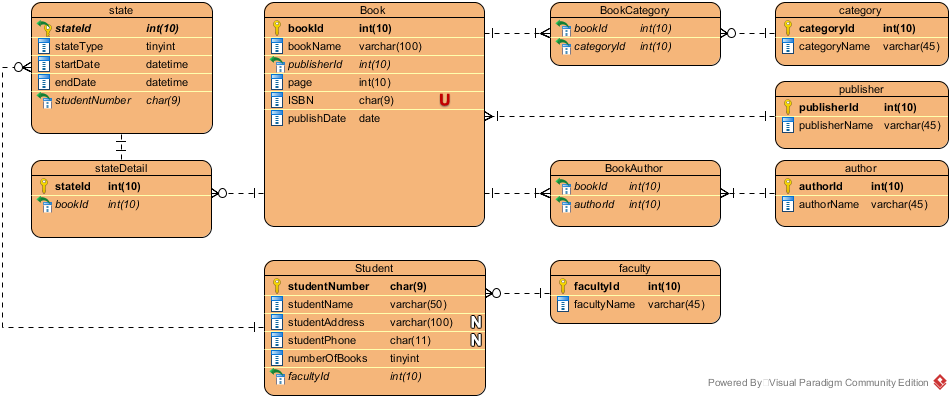 state
stateId int(10)
stateType tinyint
startDate datetime
endDate datetime
studentNumber char(9)
Book
bookId int(10)
bookName varchar(100)
publisherId int(10)
page int(10)
ISBN char(9) U
publishDate date
BookCategory
bookId int(10)
categoryId int(10)
category
categoryId int(10)
categoryName varchar(45)
publisher
publisherId int(10)
publisherName varchar(45)
stateDetail
stateId int(10)
bookId int(10)
BookAuthor
bookId int(10)
authorId int(10)
author
authorId int(10)
authorName varchar(45)
Student
studentNumber char(9)
studentName varchar(50)
studentAddress varchar(100) N
studentPhone char(11) N
numberOfBooks tinyint
facultyId int(10)
faculty
facultyId int(10)
facultyName varchar(45)
Powered By Visual Paradigm Community Edition